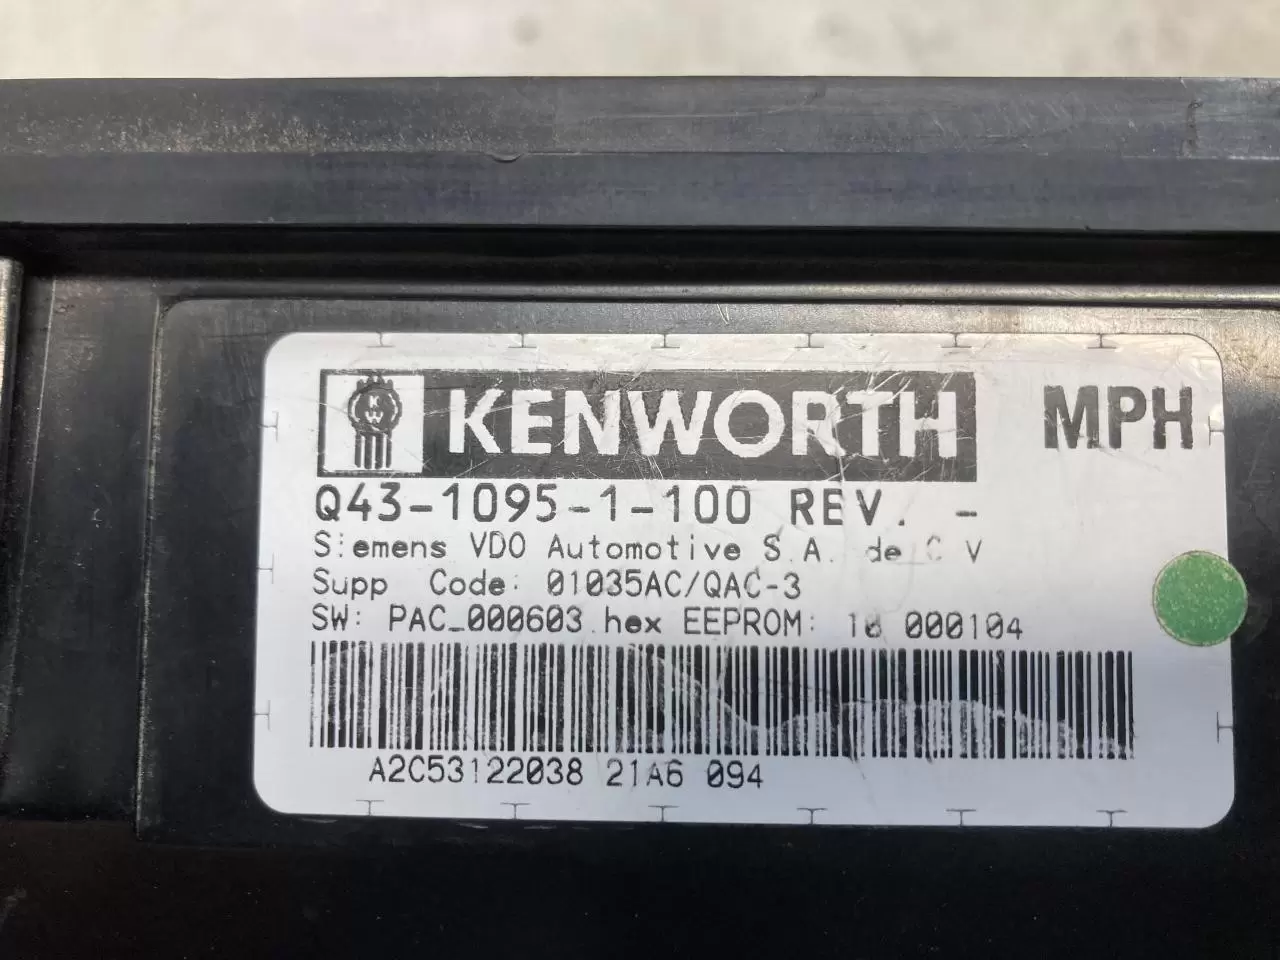 KW KENWORTH MPH
Q43-1095-1-100 REV. -
Siemens VDO Automotive S.A. de C V
Supp Code: 01035AC/QAC-3
SW: PAC_000603.hex EEPROM: 10 000104
A2C53122038 21A6 094